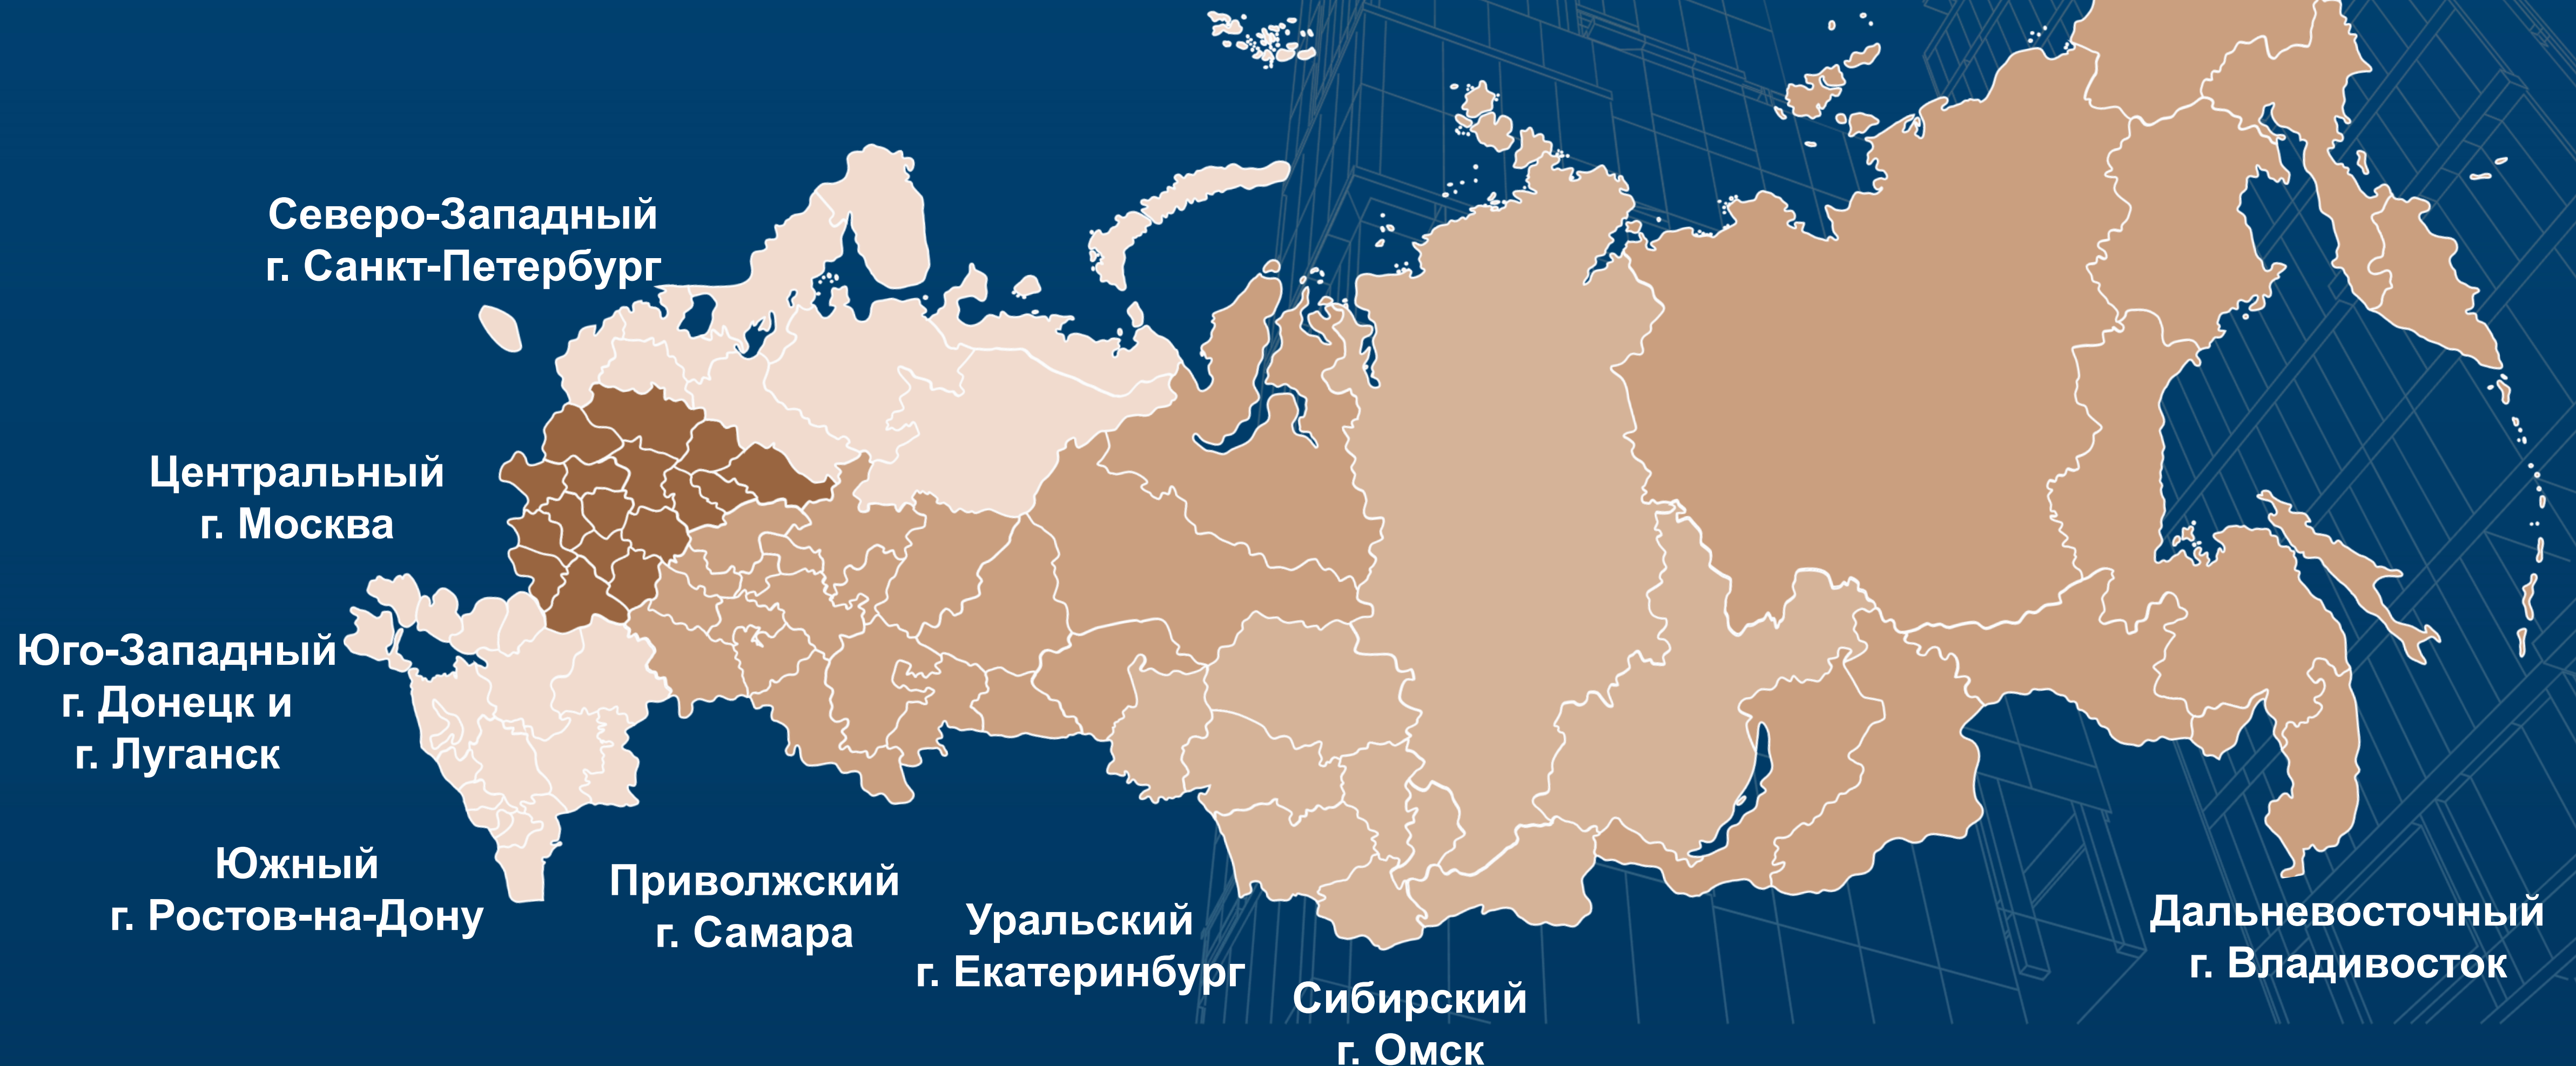 Северо-Западный
г. Санкт-Петербург
Центральный
г. Москва
Юго-Западный
г. Донецк и
г. Луганск
Южный
г. Ростов-на-Дону
Приволжский
г. Самара
Уральский
г. Екатеринбург
Сибирский
г. Омск
Дальневосточный
г. Владивосток